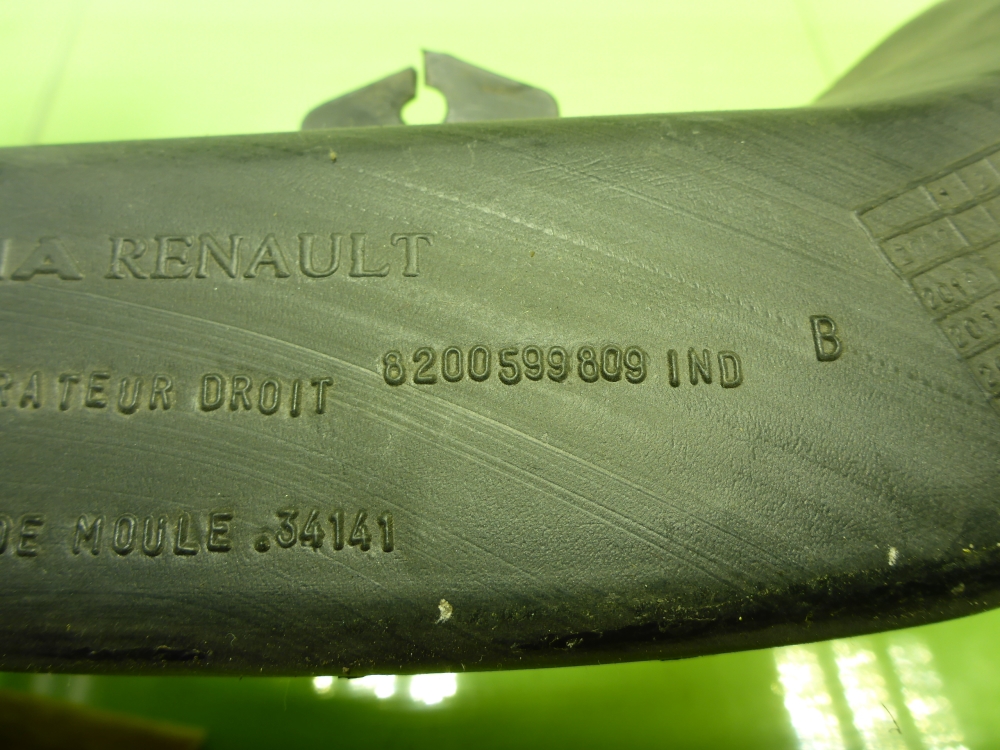 RENAULT
RATEUR DROIT 8200599809 IND B
DE MOULE .34141